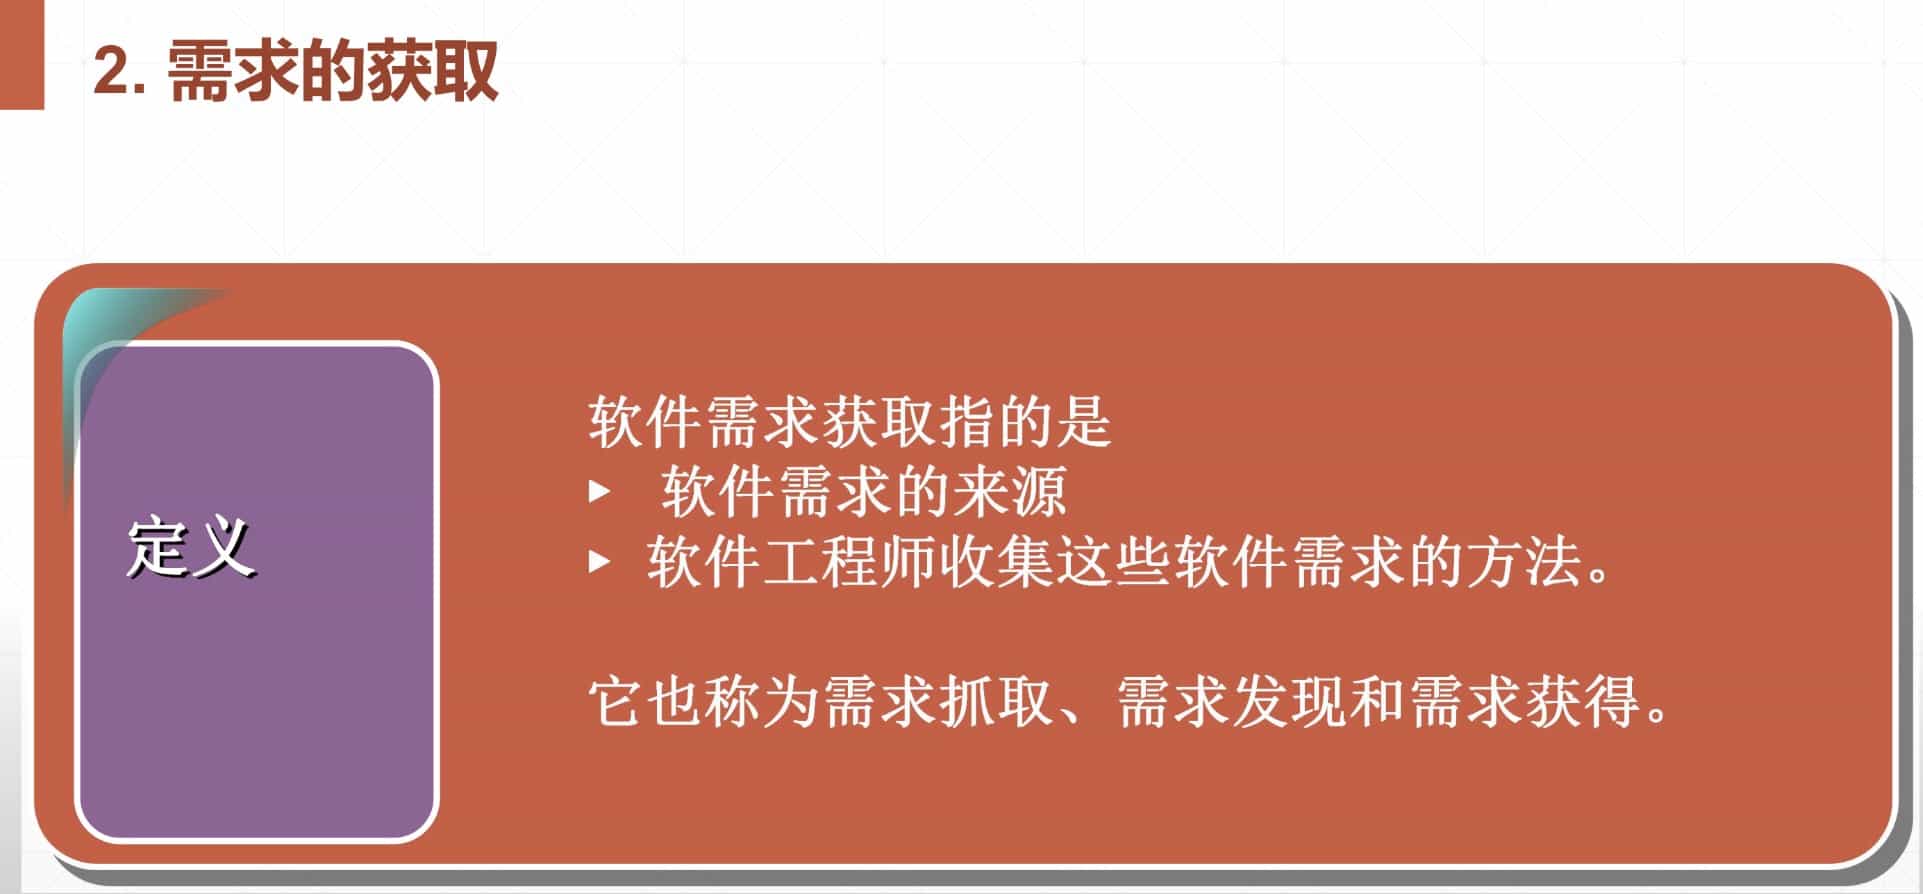 2. 需求的获取
定义
软件需求获取指的是
▶ 软件需求的来源
▶ 软件工程师收集这些软件需求的方法。
它也称为需求抓取、需求发现和需求获得。